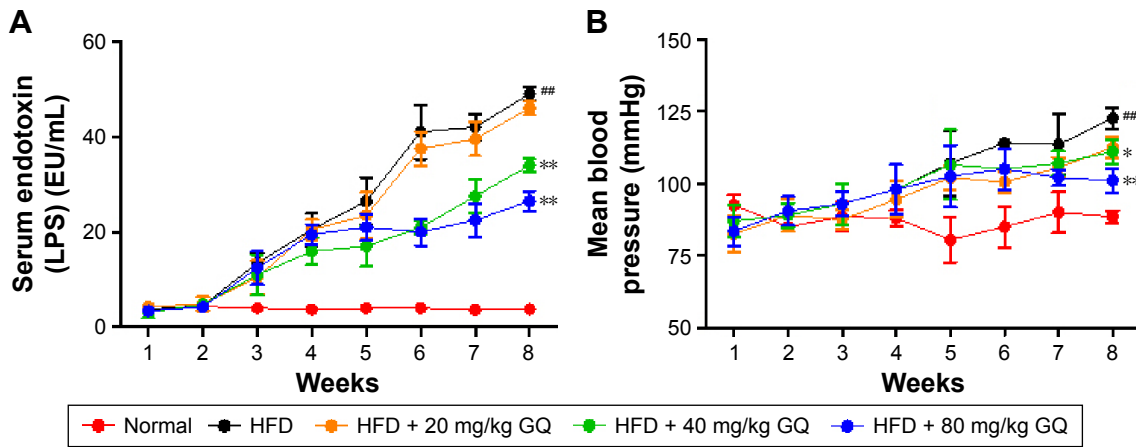 A
Serum endotoxin
(LPS) (EU/mL)
60
40
20
0
##
**
**
1 2 3 4 5 6 7 8
Weeks
B
Mean blood
pressure (mmHg)
150
125
100
75
50
##
*
**
1 2 3 4 5 6 7 8
Weeks
Normal HFD HFD + 20 mg/kg GQ HFD + 40 mg/kg GQ HFD + 80 mg/kg GQ